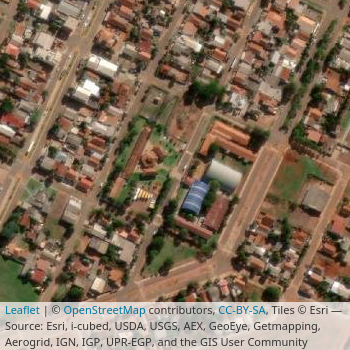 Leaflet | © OpenStreetMap contributors, CC-BY-SA, Tiles © Esri —
Source: Esri, i-cubed, USDA, USGS, AEX, GeoEye, Getmapping,
Aerogrid, IGN, IGP, UPR-EGP, and the GIS User Community